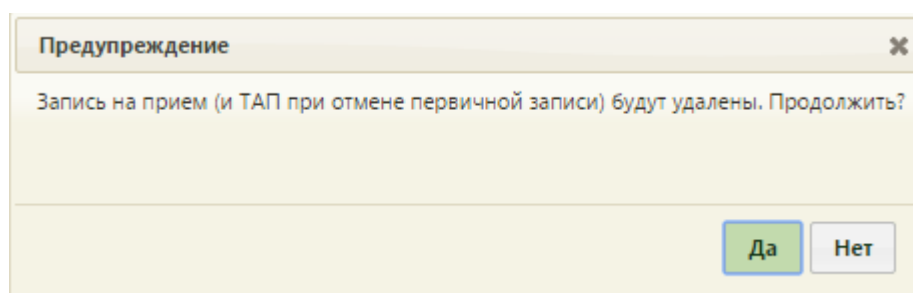 Предупреждение
Запись на прием (и ТАП при отмене первичной записи) будут удалены. Продолжить?
Да Нет